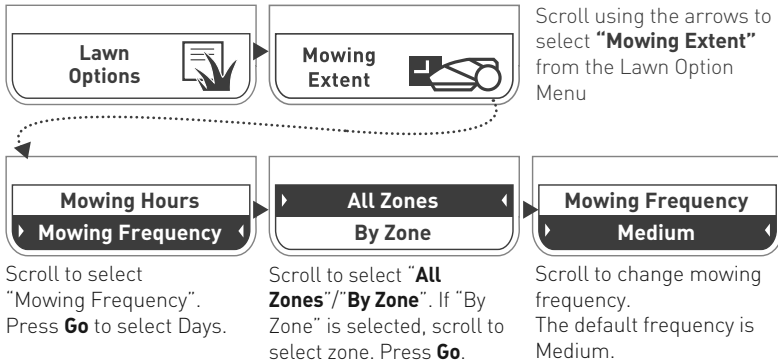 Lawn
Options
Mowing
Extent
Scroll using the arrows to
select “Mowing Extent”
from the Lawn Option
Menu
Mowing Hours
Mowing Frequency
Scroll to select
“Mowing Frequency”.
Press Go to select Days.
All Zones
By Zone
Scroll to select “All
Zones”/”By Zone”. If “By
Zone” is selected, scroll to
select zone. Press Go.
Mowing Frequency
Medium
Scroll to change mowing
frequency.
The default frequency is
Medium.